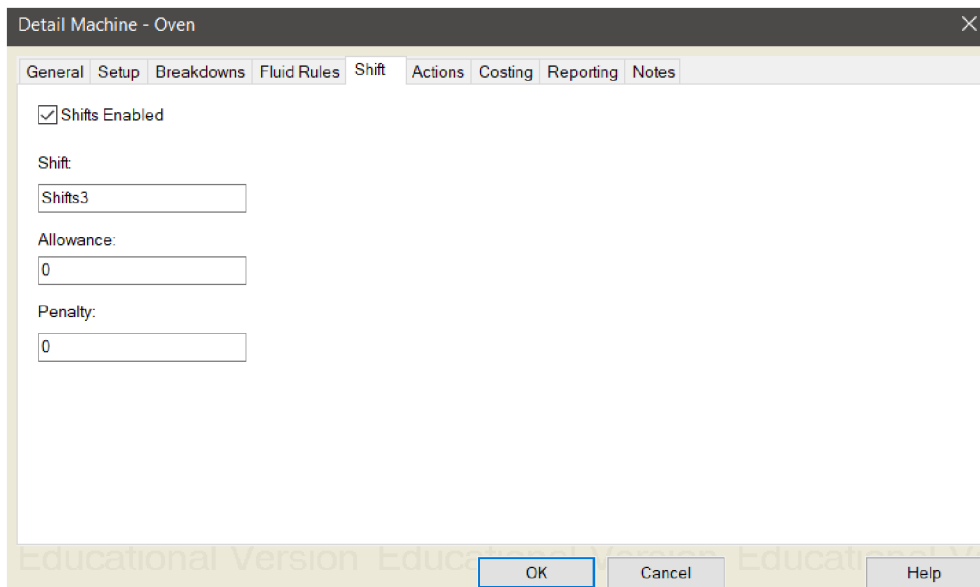 Detail Machine - Oven
General Setup Breakdowns Fluid Rules Shift Actions Costing Reporting Notes
Shifts Enabled
Shift:
Shifts3
Allowance:
0
Penalty:
0
Educational Version Educational Version Educational Ve
OK Cancel Help